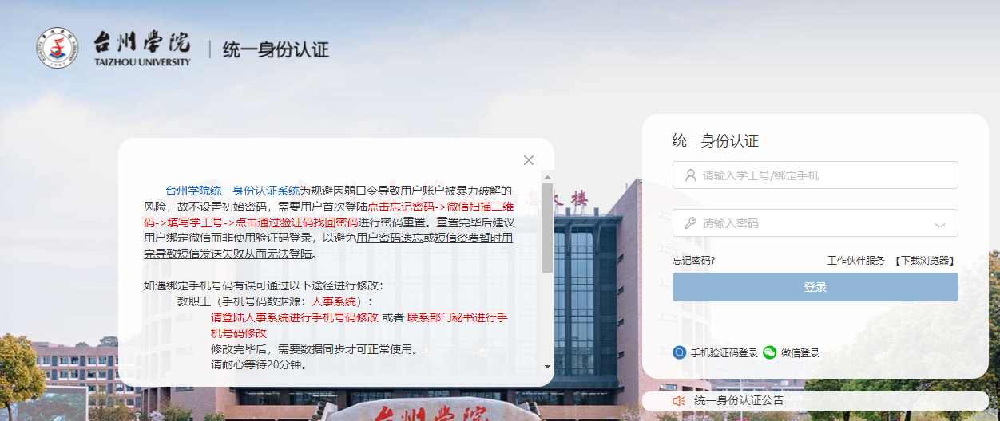 台州学院
TAIZHOU UNIVERSITY
统一身份认证
台州学院统一身份认证系统为规避因弱口令导致用户账户被暴力破解的
风险，故不设置初始密码，需要用户首次登陆点击忘记密码->微信扫描二维
码->填写学工号->点击通过验证码找回密码进行密码重置。重置完毕后建议
用户绑定微信而非使用验证码登录，以避免用户密码遗忘或短信资费暂时用
完导致短信发送失败从而无法登陆。
如遇绑定手机号码有误可通过以下途径进行修改：
教职工（手机号码数据源：人事系统）：
请登陆人事系统进行手机号码修改 或者 联系部门秘书进行手
机号码修改
修改完毕后，需要数据同步才可正常使用。
请耐心等待20分钟。
统一身份认证
请输入学工号/绑定手机
请输入密码
忘记密码?
工作伙伴服务 【下载浏览器】
登录
手机验证码登录 微信登录
统一身份认证公告
楼
台州学院